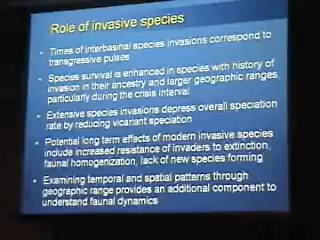 Role of invasive species
• Times of interbasinal species invasions correspond to
transgressive pulses
• Species survival is enhanced in species with history of
invasion in their ancestry and larger geographic ranges,
particularly during the crisis interval
• Extensive species invasions depress overall speciation
rate by reducing vicariant speciation
• Potential long term effects of modern invasive species
include increased resistance of invaders to extinction,
faunal homogenization, lack of new species forming
• Examining temporal and spatial patterns through
geographic range provides an additional component to
understand faunal dynamics